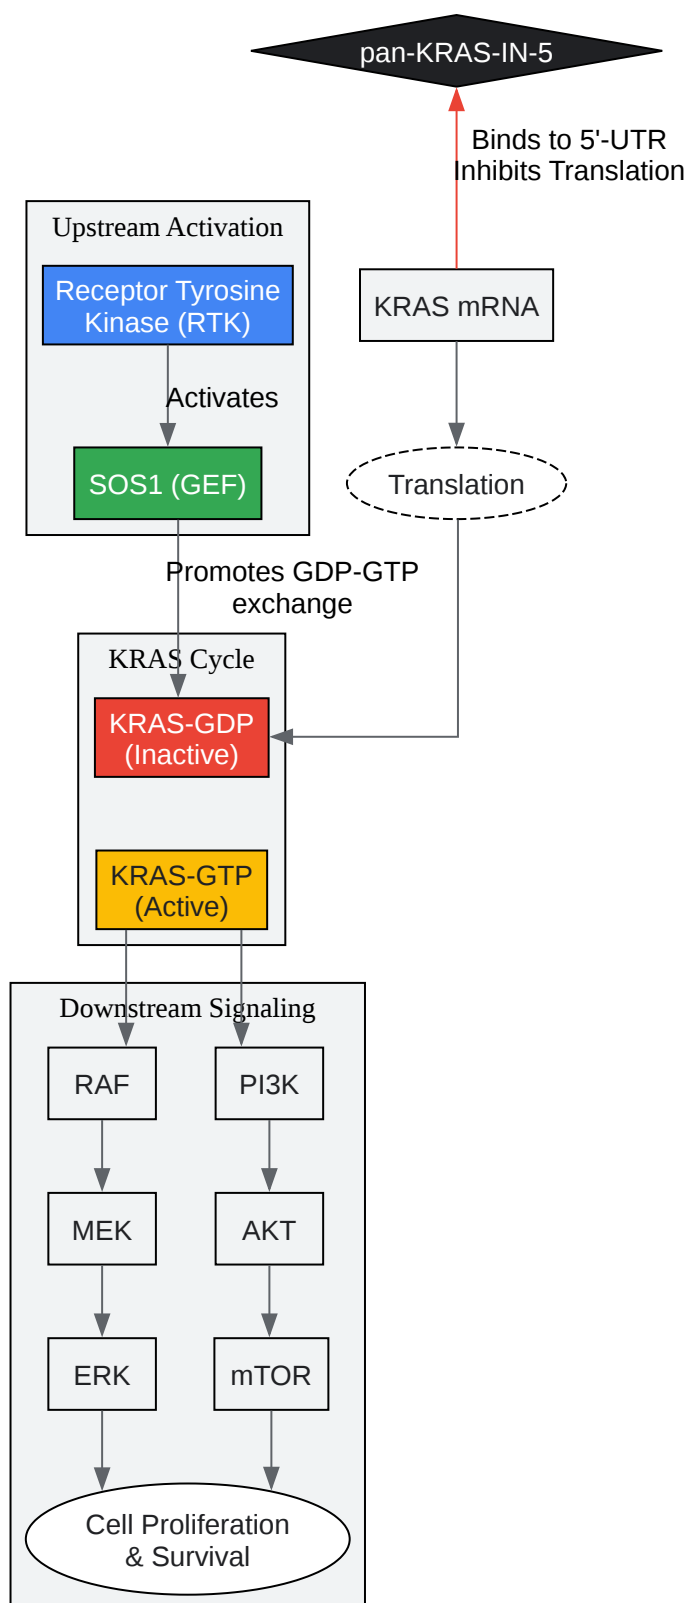 pan-KRAS-IN-5
Binds to 5'-UTR
Inhibits Translation
Upstream Activation
Receptor Tyrosine
Kinase (RTK)
KRAS mRNA
Activates
SOS1 (GEF)
Translation
Promotes GDP-GTP
exchange
KRAS Cycle
KRAS-GDP
(Inactive)
KRAS-GTP
(Active)
Downstream Signaling
RAF
PI3K
MEK
AKT
ERK
mTOR
Cell Proliferation
& Survival